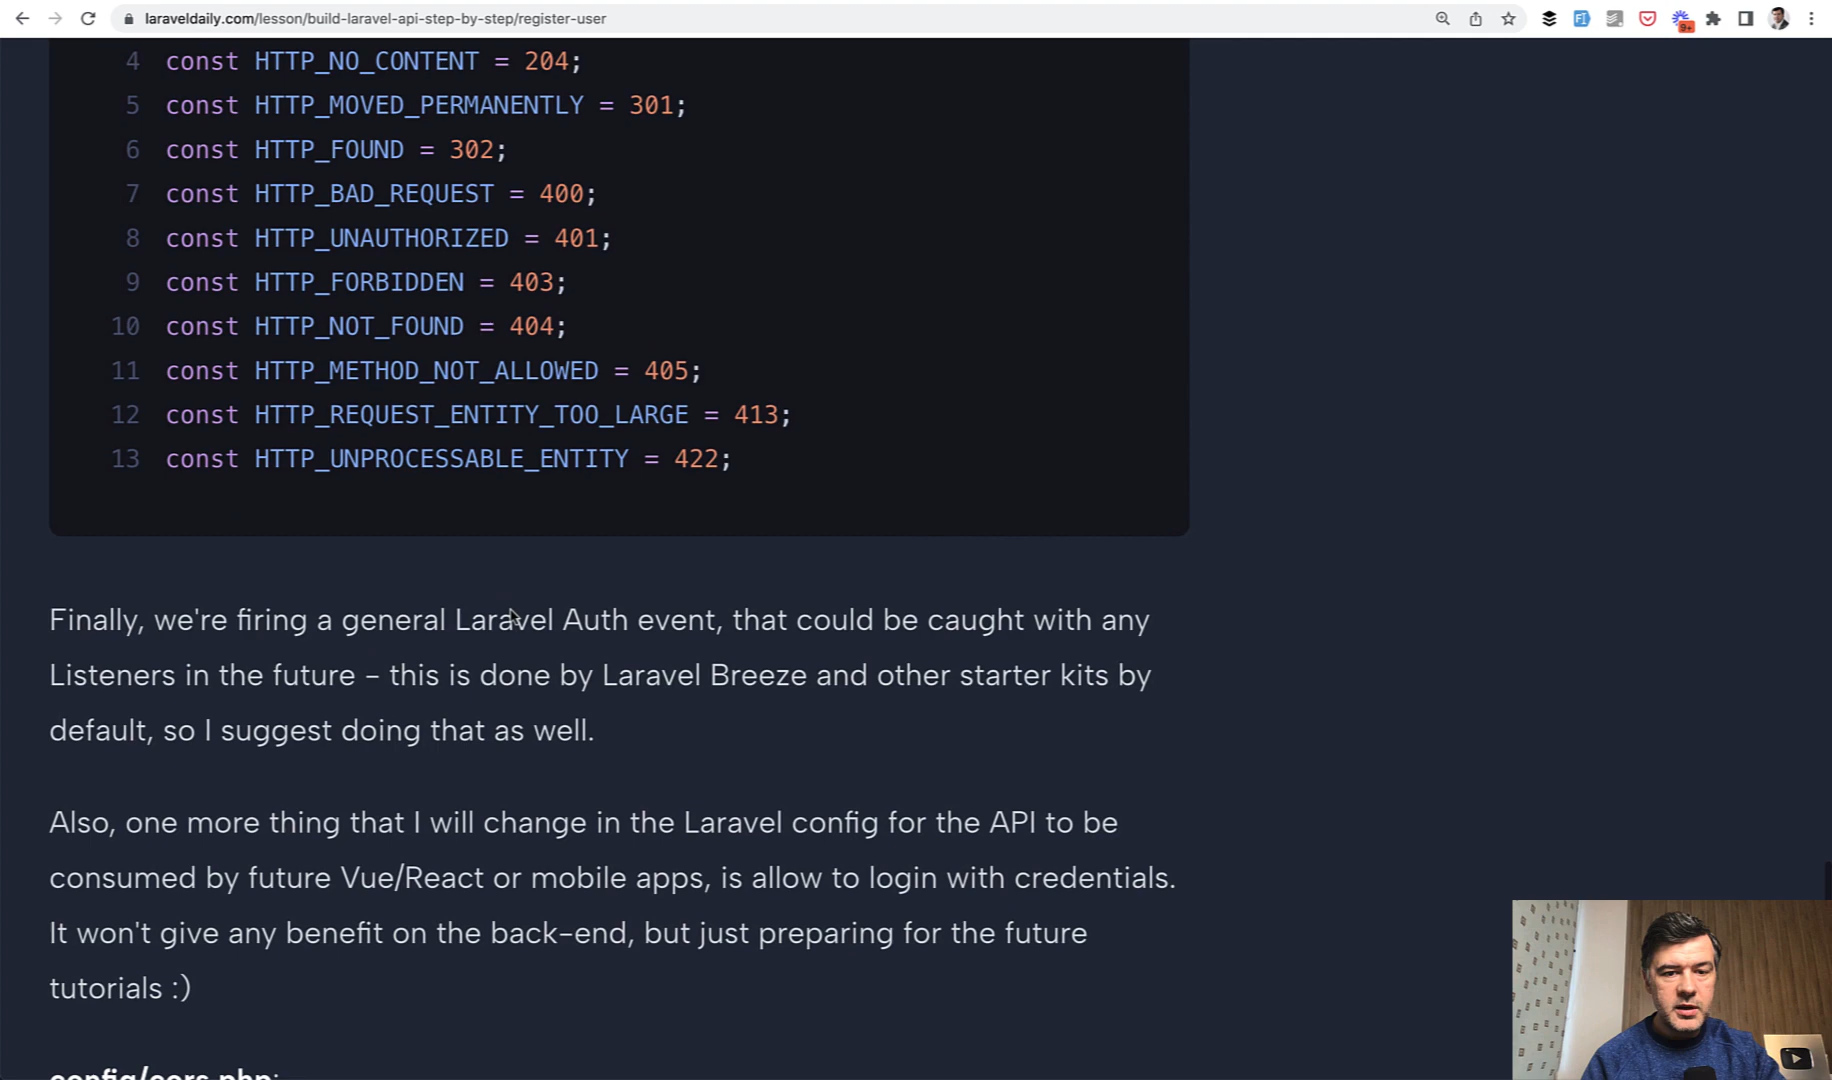 laraveldaily.com/lesson/build-laravel-api-step-by-step/register-user
9+
4 const HTTP_NO_CONTENT = 204;
5 const HTTP_MOVED_PERMANENTLY = 301;
6 const HTTP_FOUND = 302;
7 const HTTP_BAD_REQUEST = 400;
8 const HTTP_UNAUTHORIZED = 401;
9 const HTTP_FORBIDDEN = 403;
10 const HTTP_NOT_FOUND = 404;
11 const HTTP_METHOD_NOT_ALLOWED = 405;
12 const HTTP_REQUEST_ENTITY_TOO_LARGE = 413;
13 const HTTP_UNPROCESSABLE_ENTITY = 422;
Finally, we're firing a general Laravel Auth event, that could be caught with any
Listeners in the future - this is done by Laravel Breeze and other starter kits by
default, so I suggest doing that as well.
Also, one more thing that I will change in the Laravel config for the API to be
consumed by future Vue/React or mobile apps, is allow to login with credentials.
It won't give any benefit on the back-end, but just preparing for the future
tutorials :)
config/cors.php: